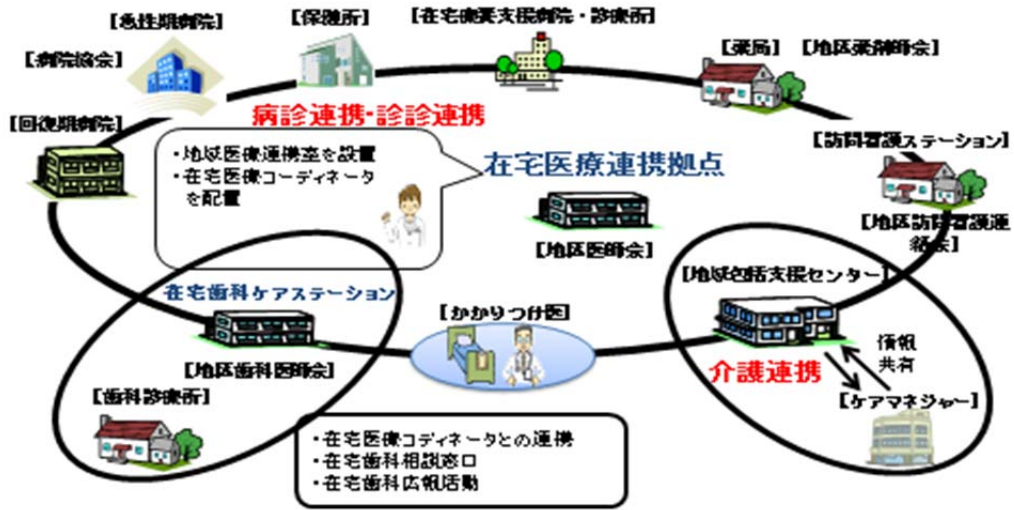 【急性期病院】
【保健所】
【在宅療養支援病院・診療所】
【病院協会】
【薬局】
【地区薬剤師会】
【回復期病院】
病診連携・診診連携
【訪問看護ステーション】
・地域医療連携室を設置
・在宅医療コーディネータ
を配置
在宅医療連携拠点
【地区医師会】
【地区訪問看護連
絡会】
在宅歯科ケアステーション
【かかりつけ医】
【地域包括支援センター】
【地区歯科医師会】
情報
共有
介護連携
【歯科診療所】
【ケアマネジャー】
・在宅医療コディネータとの連携
・在宅歯科相談窓口
・在宅歯科広報活動